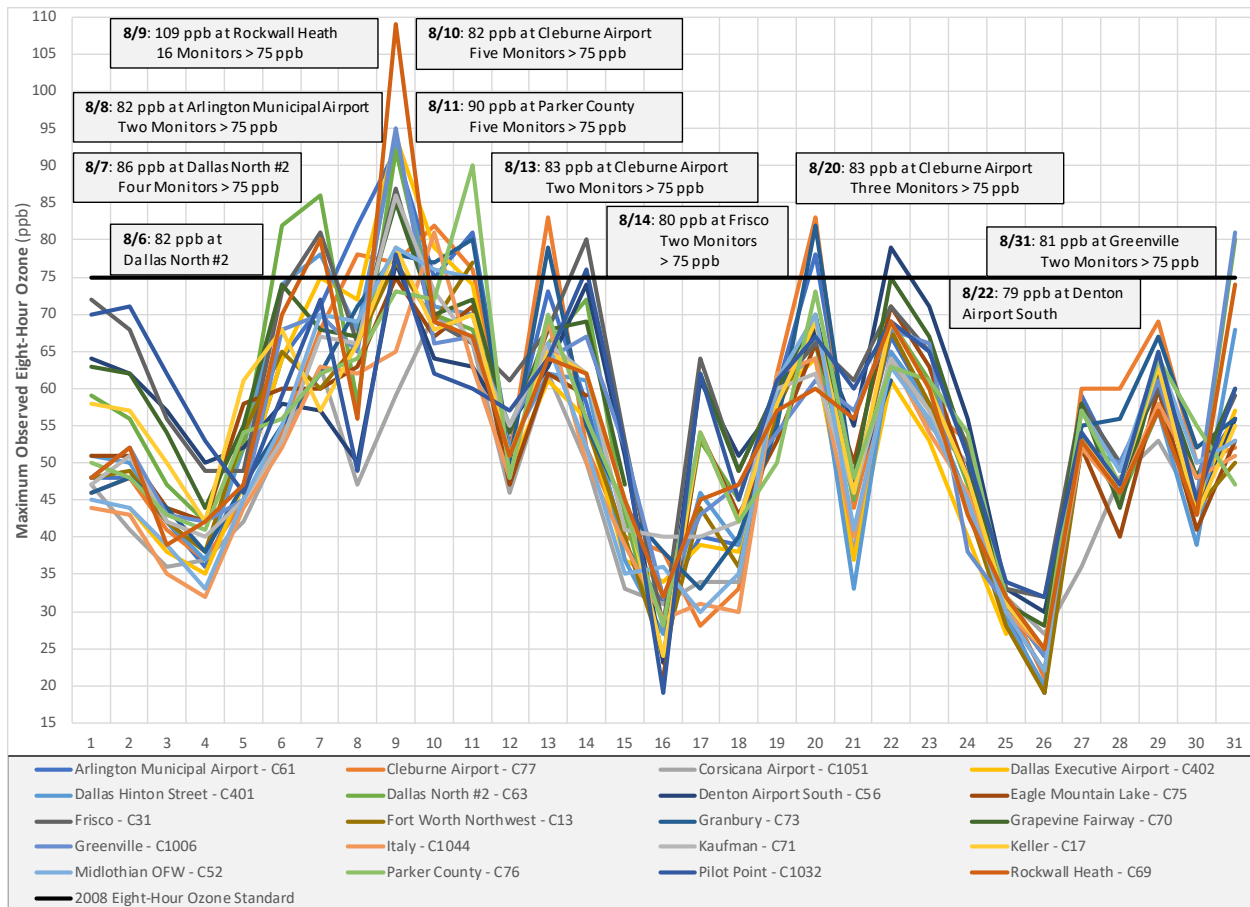 Maximum Observed Eight-Hour Ozone (ppb)
110
105
100
95
90
85
80
75
70
65
60
55
50
45
40
35
30
25
20
15
8/9: 109 ppb at Rockwall Heath
16 Monitors > 75 ppb
8/10: 82 ppb at Cleburne Airport
Five Monitors > 75 ppb
8/8: 82 ppb at Arlington Municipal Airport
Two Monitors > 75 ppb
8/11: 90 ppb at Parker County
Five Monitors > 75 ppb
8/7: 86 ppb at Dallas North #2
Four Monitors > 75 ppb
8/13: 83 ppb at Cleburne Airport
Two Monitors > 75 ppb
8/20: 83 ppb at Cleburne Airport
Three Monitors > 75 ppb
8/6: 82 ppb at
Dallas North #2
8/14: 80 ppb at Frisco
Two Monitors
> 75 ppb
8/31: 81 ppb at Greenville
Two Monitors > 75 ppb
8/22: 79 ppb at Denton
Airport South
1 2 3 4 5 6 7 8 9 10 11 12 13 14 15 16 17 18 19 20 21 22 23 24 25 26 27 28 29 30 31
Arlington Municipal Airport - C61 Cleburne Airport - C77 Corsicana Airport - C1051 Dallas Executive Airport - C402
Dallas Hinton Street - C401 Dallas North #2 - C63 Denton Airport South - C56 Eagle Mountain Lake - C75
Frisco - C31 Fort Worth Northwest - C13 Granbury - C73 Grapevine Fairway - C70
Greenville - C1006 Italy - C1044 Kaufman - C71 Keller - C17
Midlothian OFW - C52 Parker County - C76 Pilot Point - C1032 Rockwall Heath - C69
2008 Eight-Hour Ozone Standard